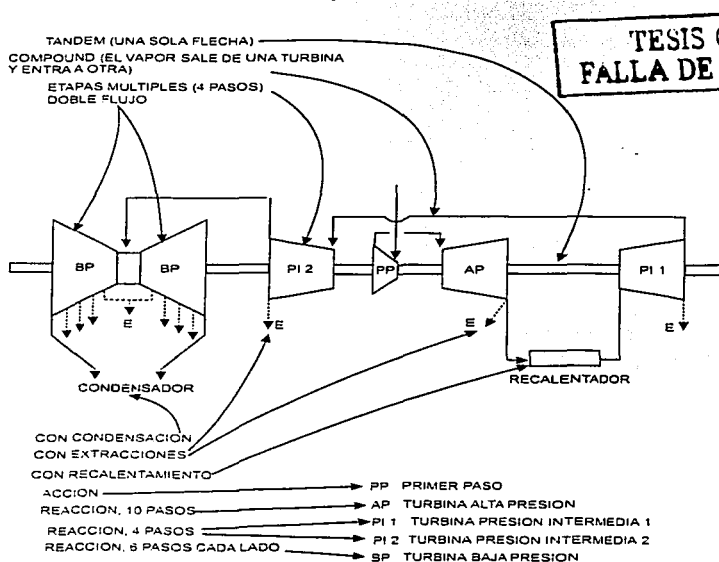 TESIS
FALLA DE
TANDEM (UNA SOLA FLECHA)
COMPOUND (EL VAPOR SALE DE UNA TURBINA
Y ENTRA A OTRA)
ETAPAS MULTIPLES (4 PASOS)
DOBLE FLUJO
BP
BP
PI 2
PP
AP
PI 1
E
E
E
E
CONDENSADOR
RECALENTADOR
CON CONDENSACION
CON EXTRACCIONES
CON RECALENTAMIENTO
ACCION PP PRIMER PASO
REACCION, 10 PASOS AP TURBINA ALTA PRESION
REACCION, 4 PASOS PI 1 TURBINA PRESION INTERMEDIA 1
PI 2 TURBINA PRESION INTERMEDIA 2
REACCION, 6 PASOS CADA LADO BP TURBINA BAJA PRESION